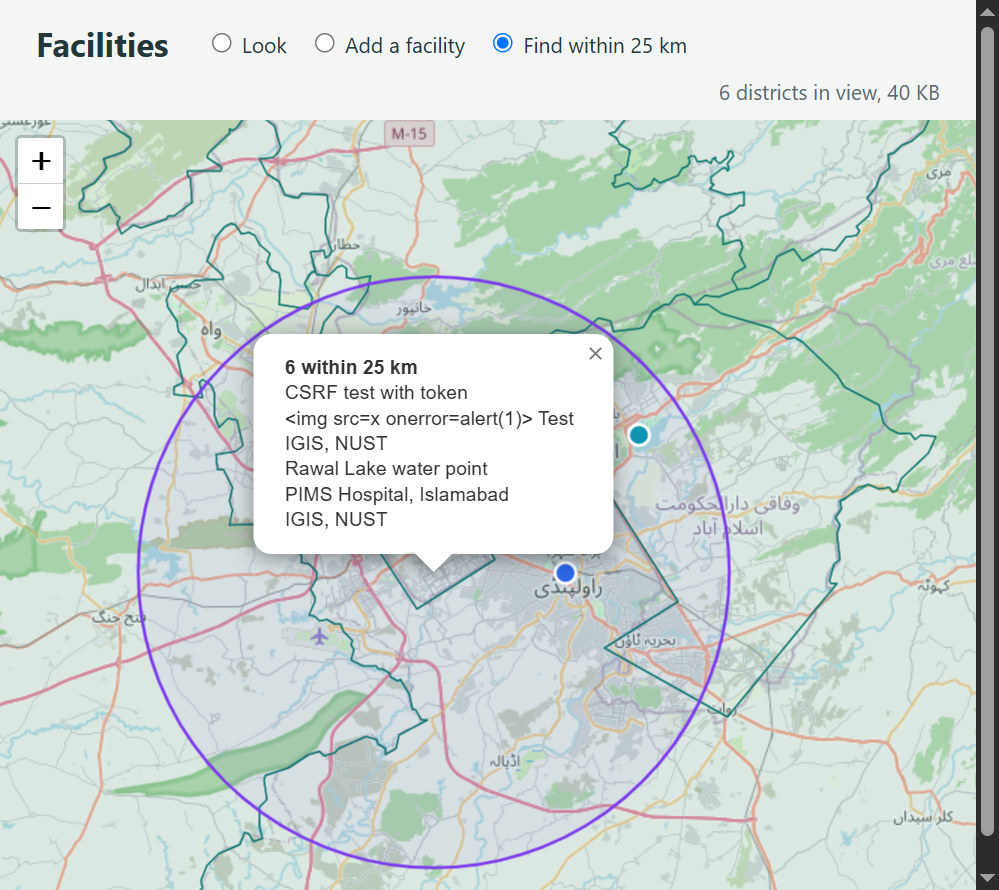 Facilities
Look
Add a facility
Find within 25 km
6 districts in view, 40 KB
M-15
+
−
مری
حطار
حسن ابدال
خانپور
واہ
6 within 25 km
×
CSRF test with token
<img src=x onerror=alert(1)> Test
IGIS, NUST
Rawal Lake water point
PIMS Hospital, Islamabad
IGIS, NUST
وفاقی دارالحکومت
اسلام آباد
راولپنڈی
کہوٹہ
فتح جنگ
بحریہ ٹاؤن
روات
اڈیالہ
کلر سیداں